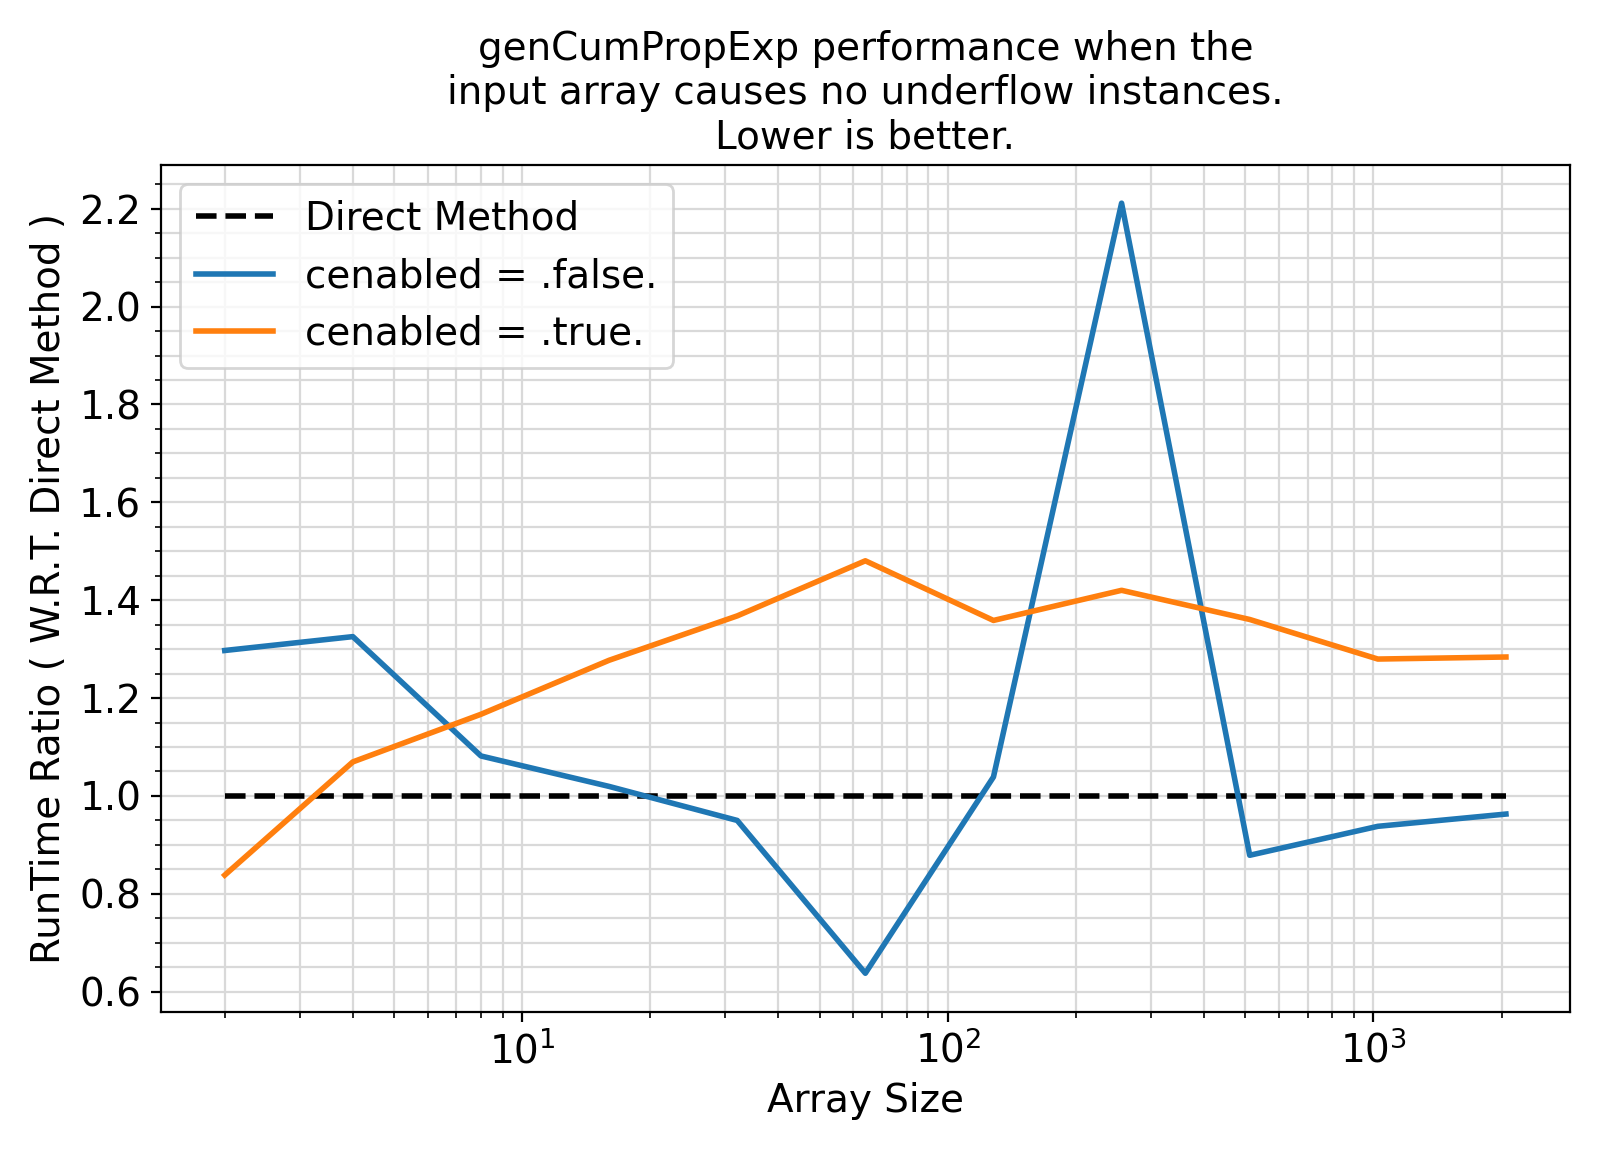 genCumPropExp performance when the
input array causes no underflow instances.
Lower is better.
RunTime Ratio ( W.R.T. Direct Method )
2.2
2.0
1.8
1.6
1.4
1.2
1.0
0.8
0.6
Direct Method
cenabled = .false.
cenabled = .true.
10¹ 10² 10³
Array Size